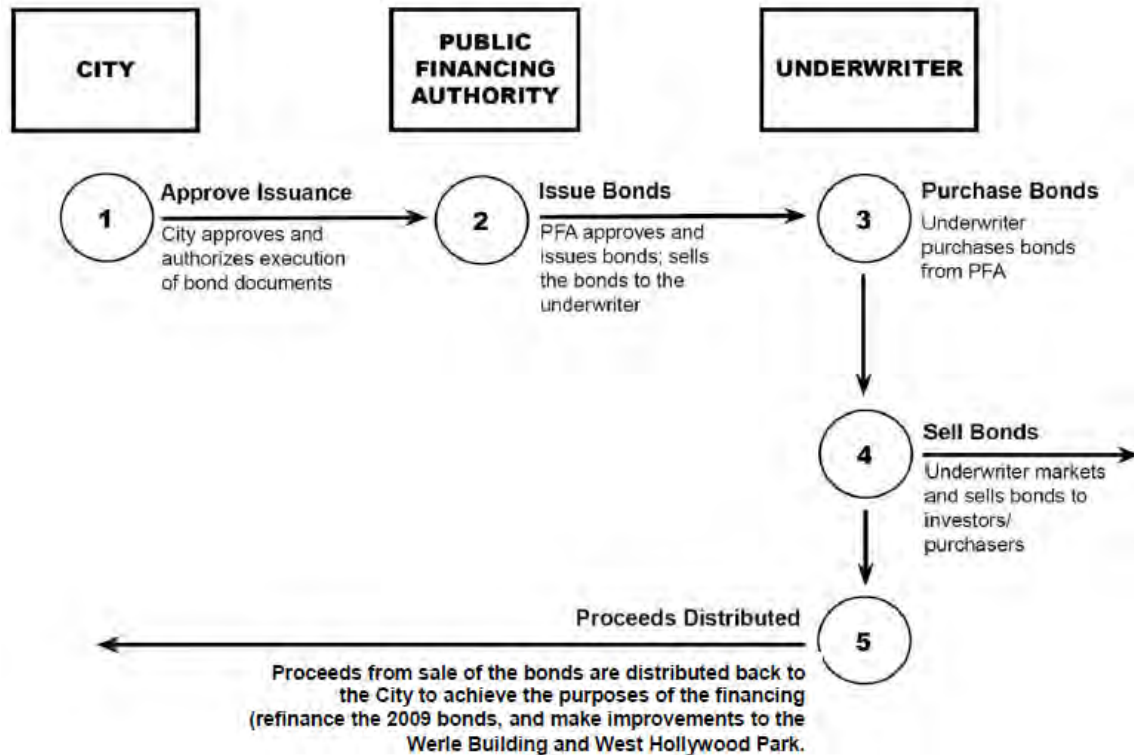 CITY
PUBLIC
FINANCING
AUTHORITY
UNDERWRITER
1
Approve Issuance
City approves and
authorizes execution
of bond documents
2
Issue Bonds
PFA approves and
issues bonds; sells
the bonds to the
underwriter
3
Purchase Bonds
Underwriter
purchases bonds
from PFA
4
Sell Bonds
Underwriter markets
and sells bonds to
investors/
purchasers
Proceeds Distributed
5
Proceeds from sale of the bonds are distributed back to
the City to achieve the purposes of the financing
(refinance the 2009 bonds, and make improvements to the
Werle Building and West Hollywood Park.